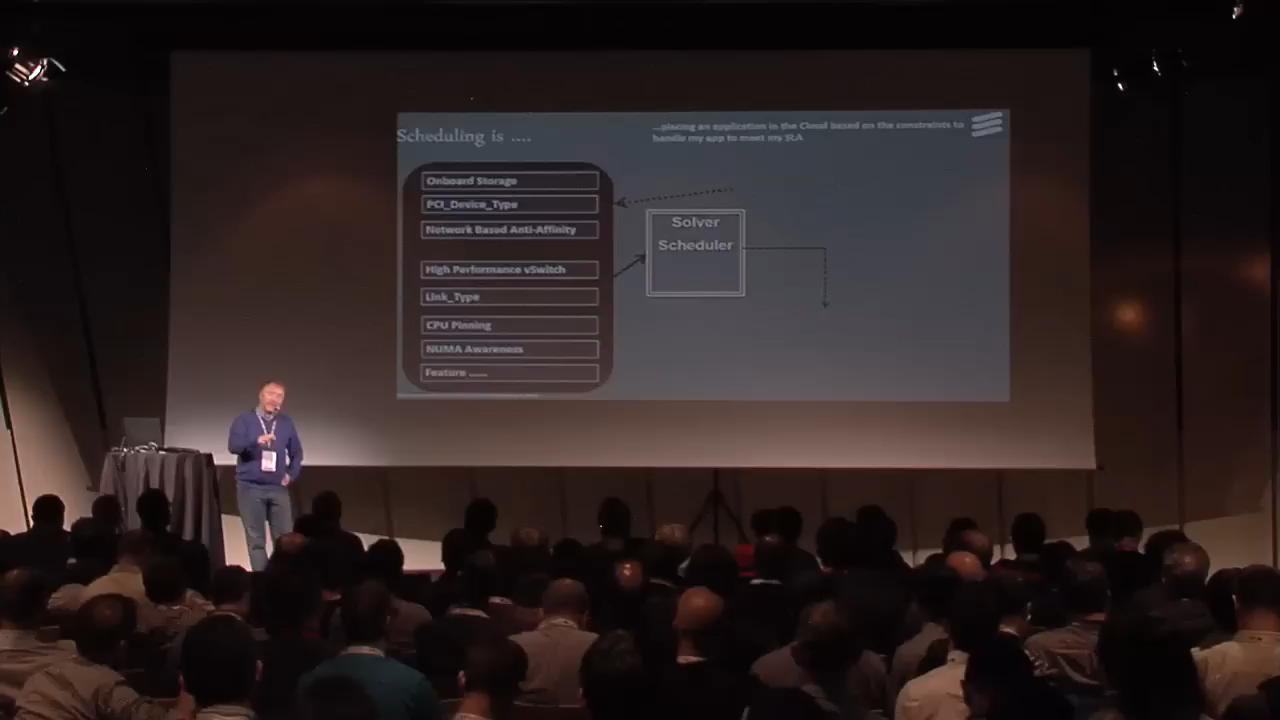 Scheduling is ....
...placing an application in the Cloud based on the constraints to
handle my app to meet my SLA
Onboard Storage
PCI_Device_Type
Network Based Anti-Affinity
High Performance vSwitch
Link_Type
CPU Pinning
NUMA Awareness
Feature ......
Solver
Scheduler